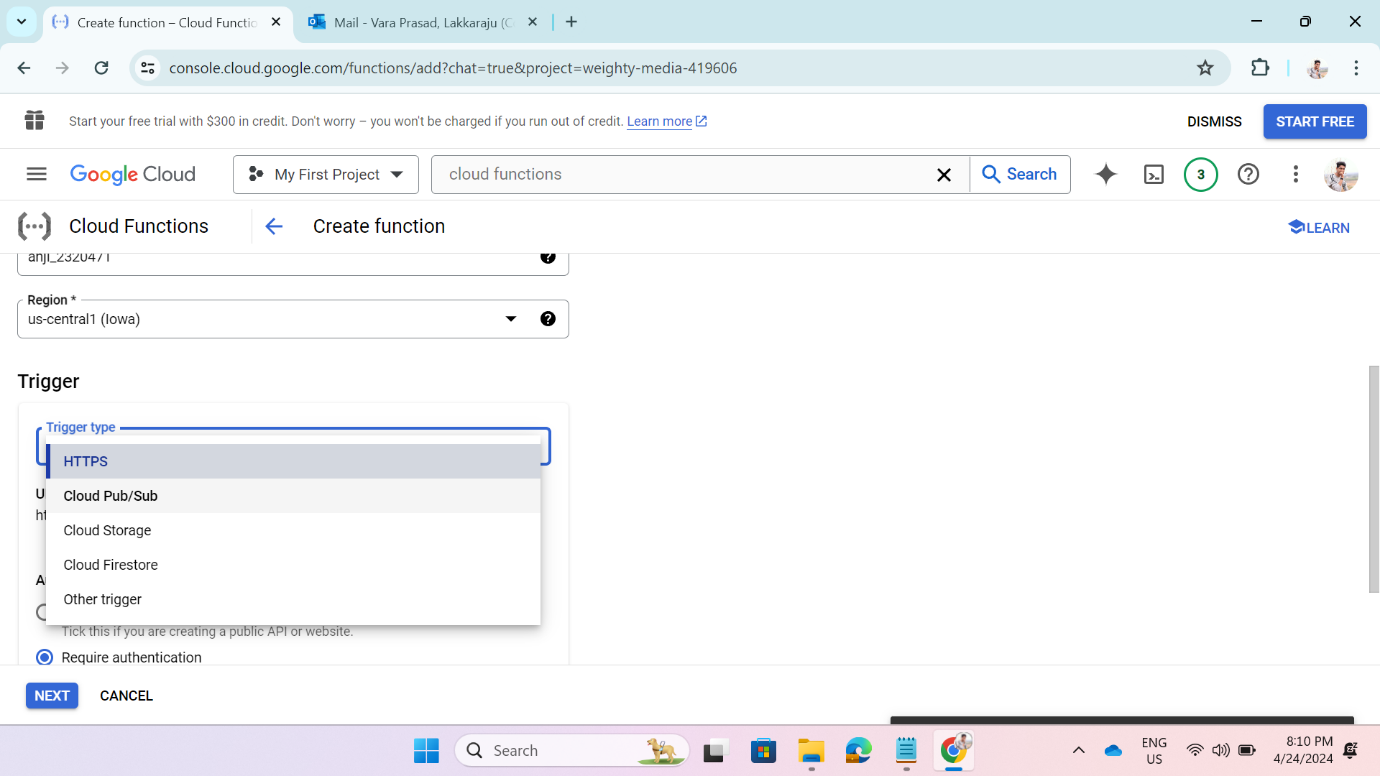 Create function – Cloud Functio
Mail - Vara Prasad, Lakkaraju (C
console.cloud.google.com/functions/add?chat=true&project=weighty-media-419606
Start your free trial with $300 in credit. Don't worry – you won't be charged if you run out of credit. Learn more
DISMISS
START FREE
Google Cloud
My First Project
cloud functions
Search
3
Cloud Functions
Create function
LEARN
anji_2320471
Region *
us-central1 (Iowa)
Trigger
Trigger type
HTTPS
Cloud Pub/Sub
Cloud Storage
Cloud Firestore
Other trigger
Tick this if you are creating a public API or website.
Require authentication
NEXT
CANCEL
Search
ENG
US
8:10 PM
4/24/2024